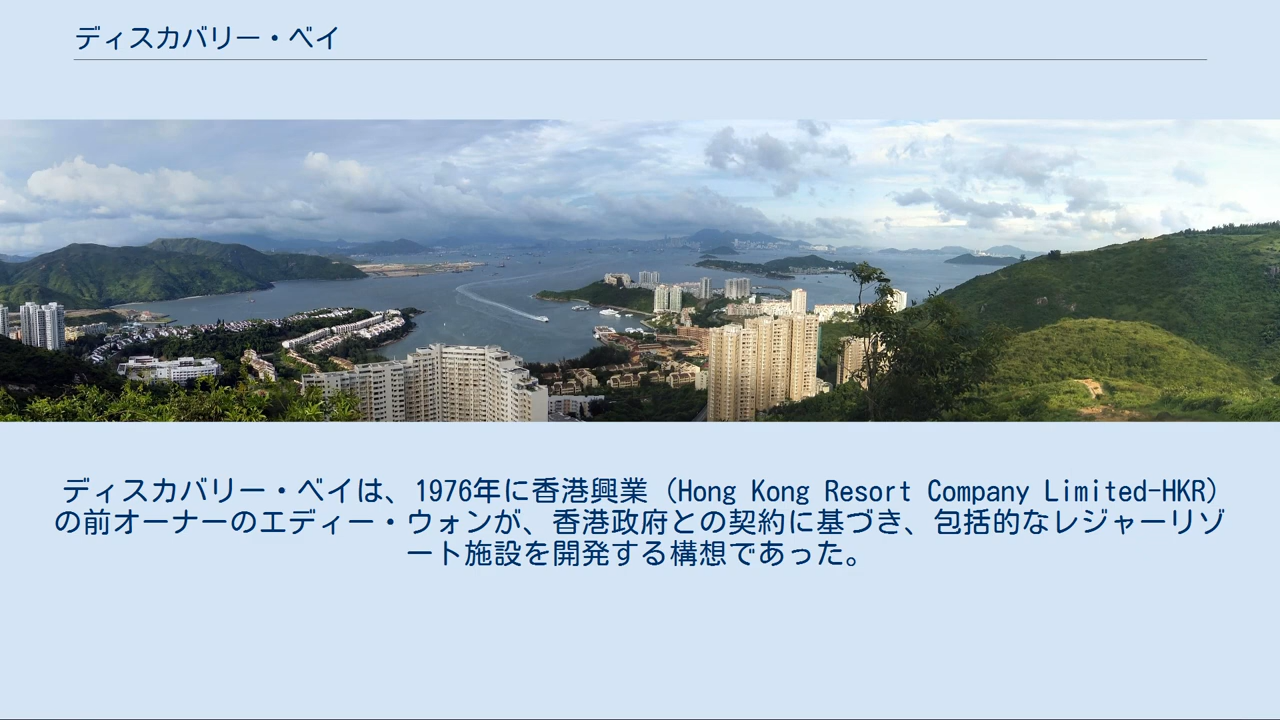 ディスカバリー・ベイ
ディスカバリー・ベイは、1976年に香港興業（Hong Kong Resort Company Limited-HKR）
の前オーナーのエディー・ウォンが、香港政府との契約に基づき、包括的なレジャーリゾ
ート施設を開発する構想であった。